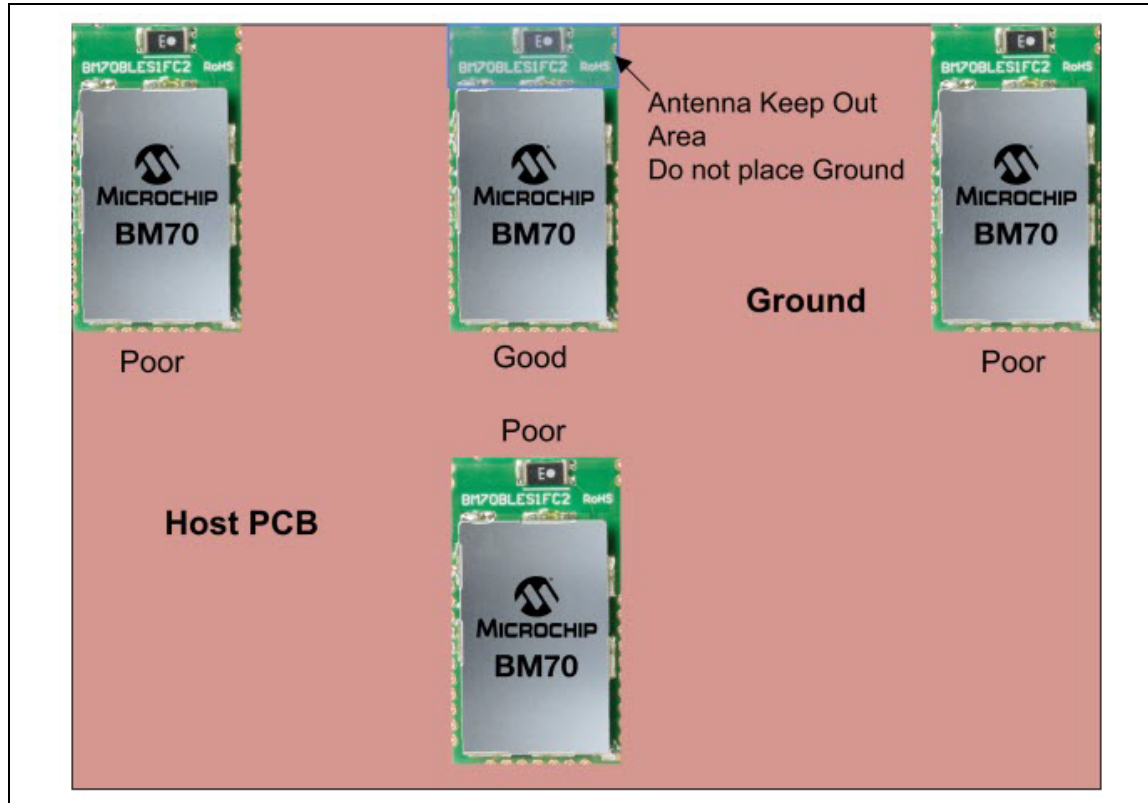 E
BM70BLES1FC2 RoHS
MICROCHIP
BM70
Poor
E
BM70BLES1FC2 RoHS
MICROCHIP
BM70
Good
Antenna Keep Out
Area
Do not place Ground
Ground
E
BM70BLES1FC2 RoHS
MICROCHIP
BM70
Poor
Host PCB
Poor
E
BM70BLES1FC2 RoHS
MICROCHIP
BM70